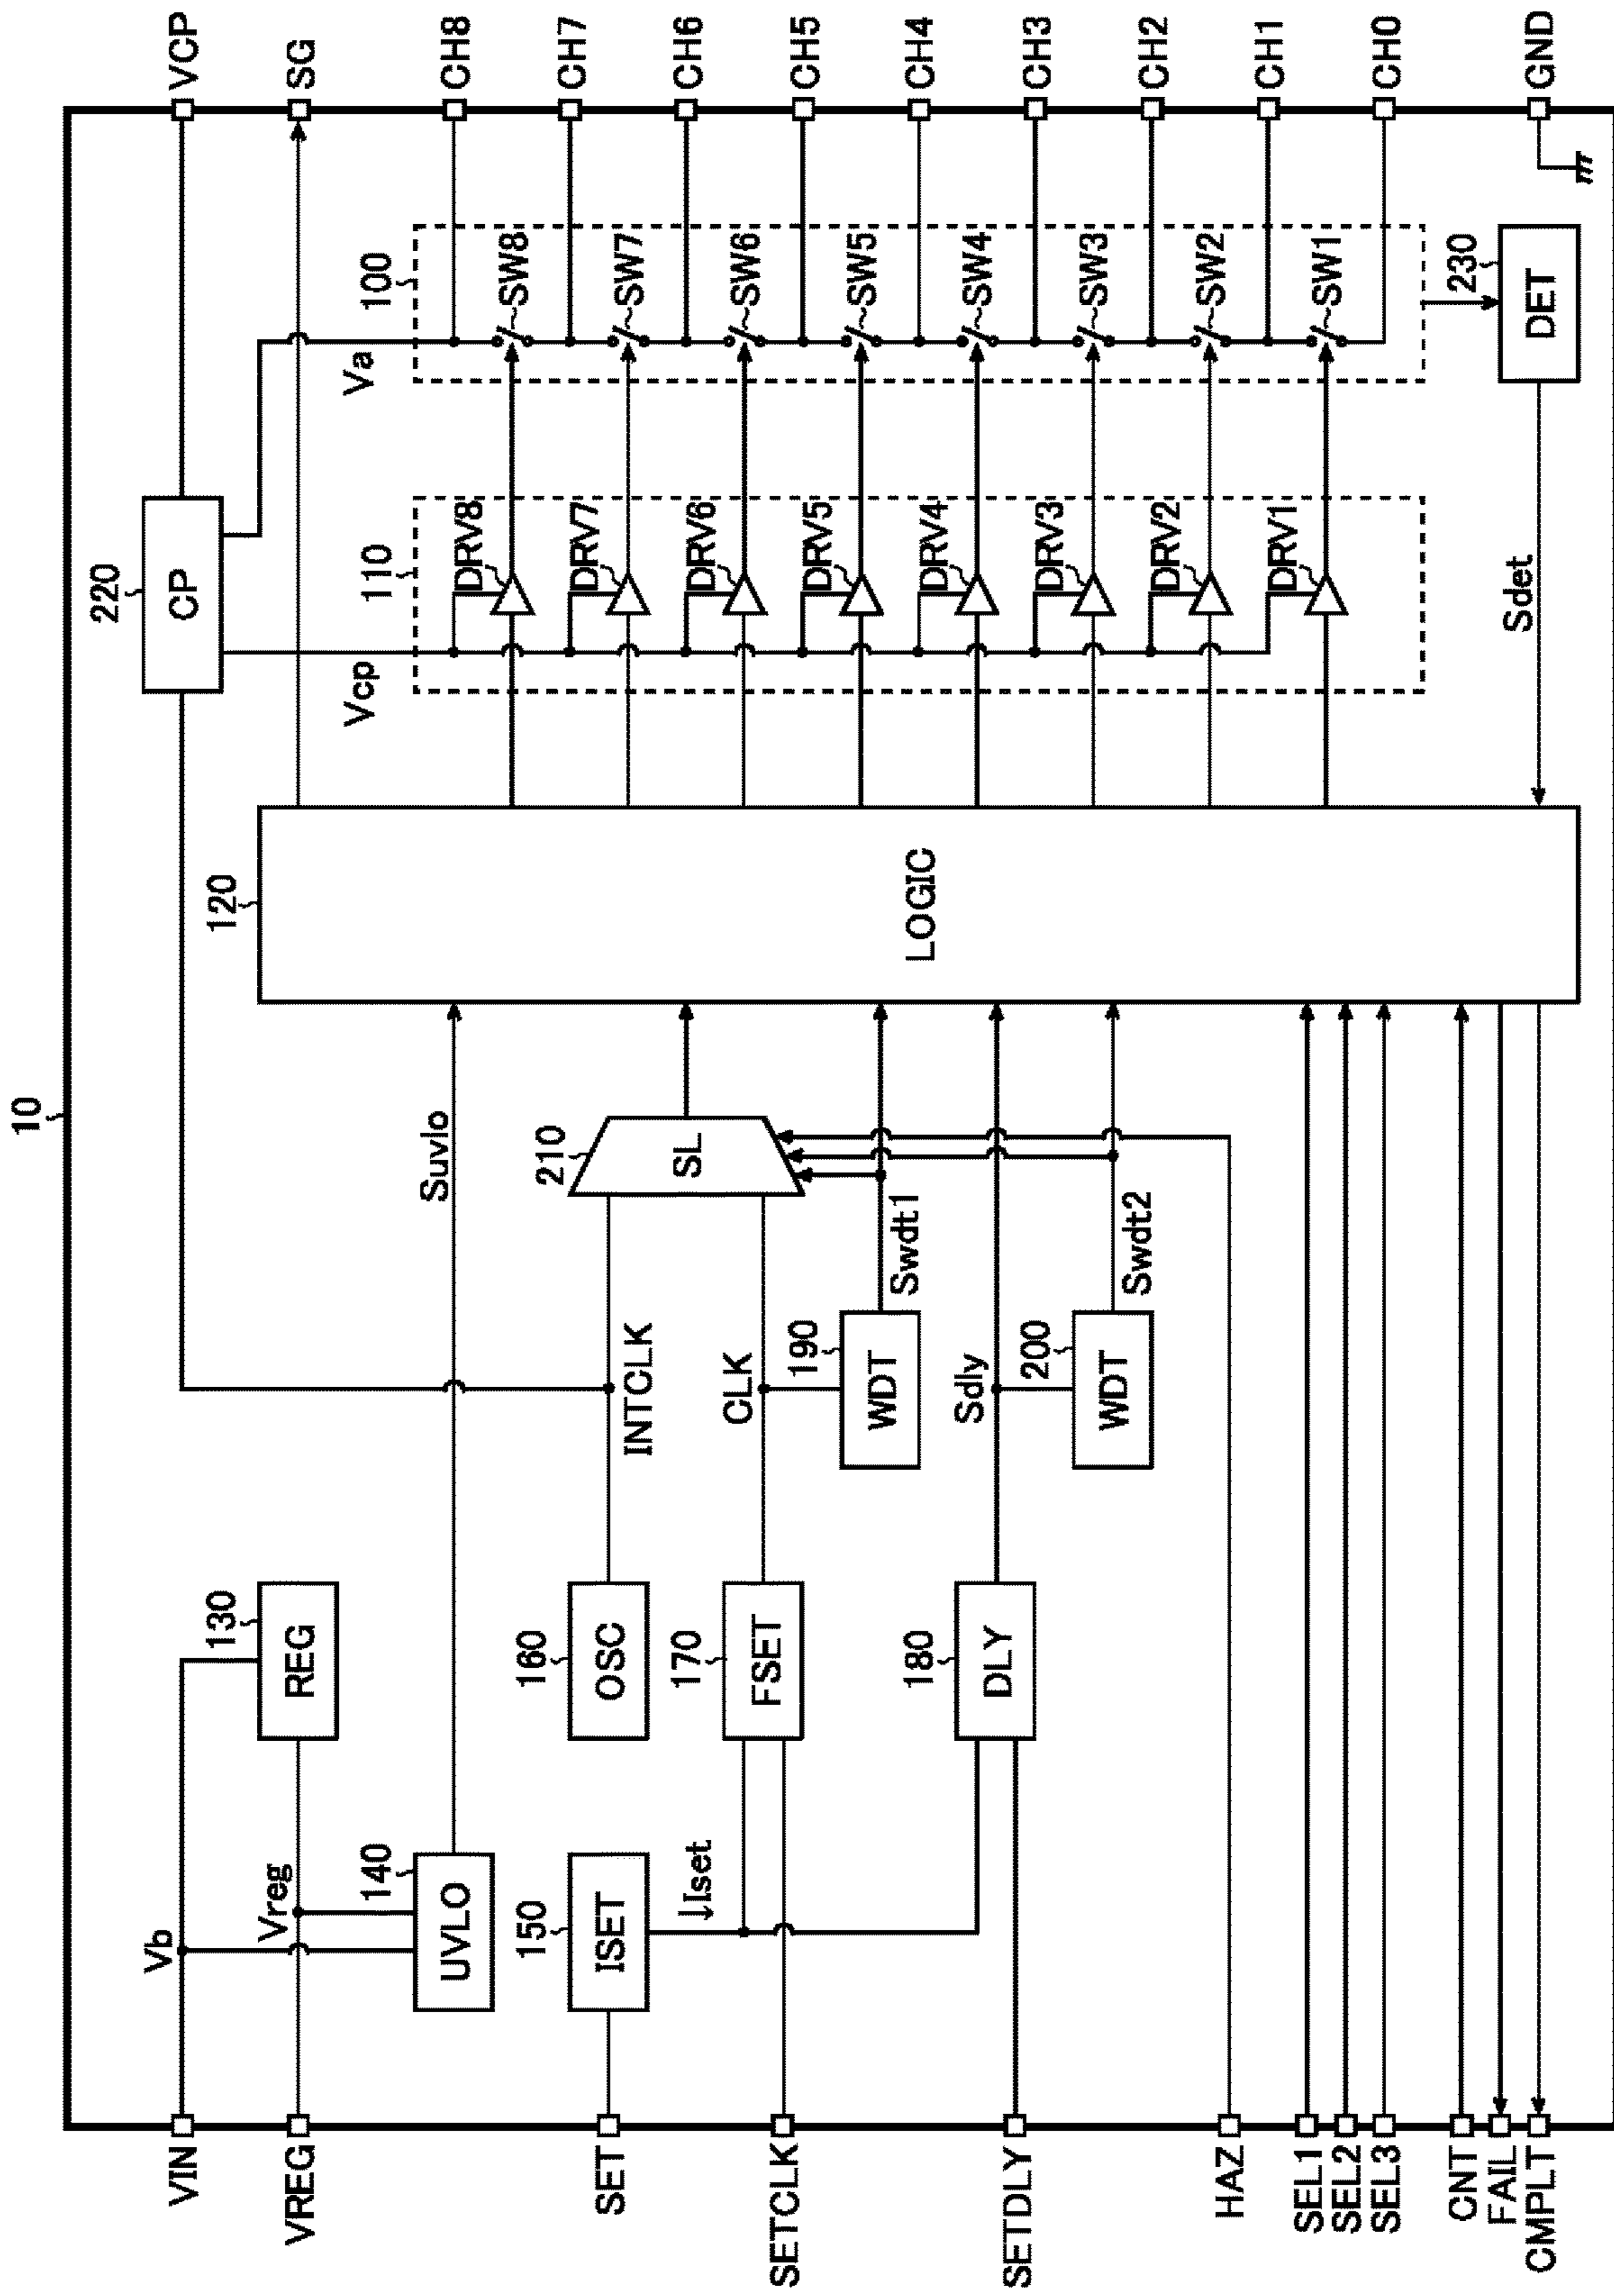 10
VIN
VREG
SET
SETCLK
SETDLY
HAZ
SEL1
SEL2
SEL3
CNT
FAIL
CMPLT
Vb
Vreg
130
REG
140
UVLO
150
ISET
↓Iset
160
OSC
170
FSET
180
DLY
Suvlo
INTCLK
CLK
190
WDT
Swdt1
Sdly
200
WDT
Swdt2
210
SL
120
LOGIC
220
CP
Vcp
Va
110
DRV8
DRV7
DRV6
DRV5
DRV4
DRV3
DRV2
DRV1
100
SW8
SW7
SW6
SW5
SW4
SW3
SW2
SW1
Sdet
230
DET
VCP
SG
CH8
CH7
CH6
CH5
CH4
CH3
CH2
CH1
CH0
GND